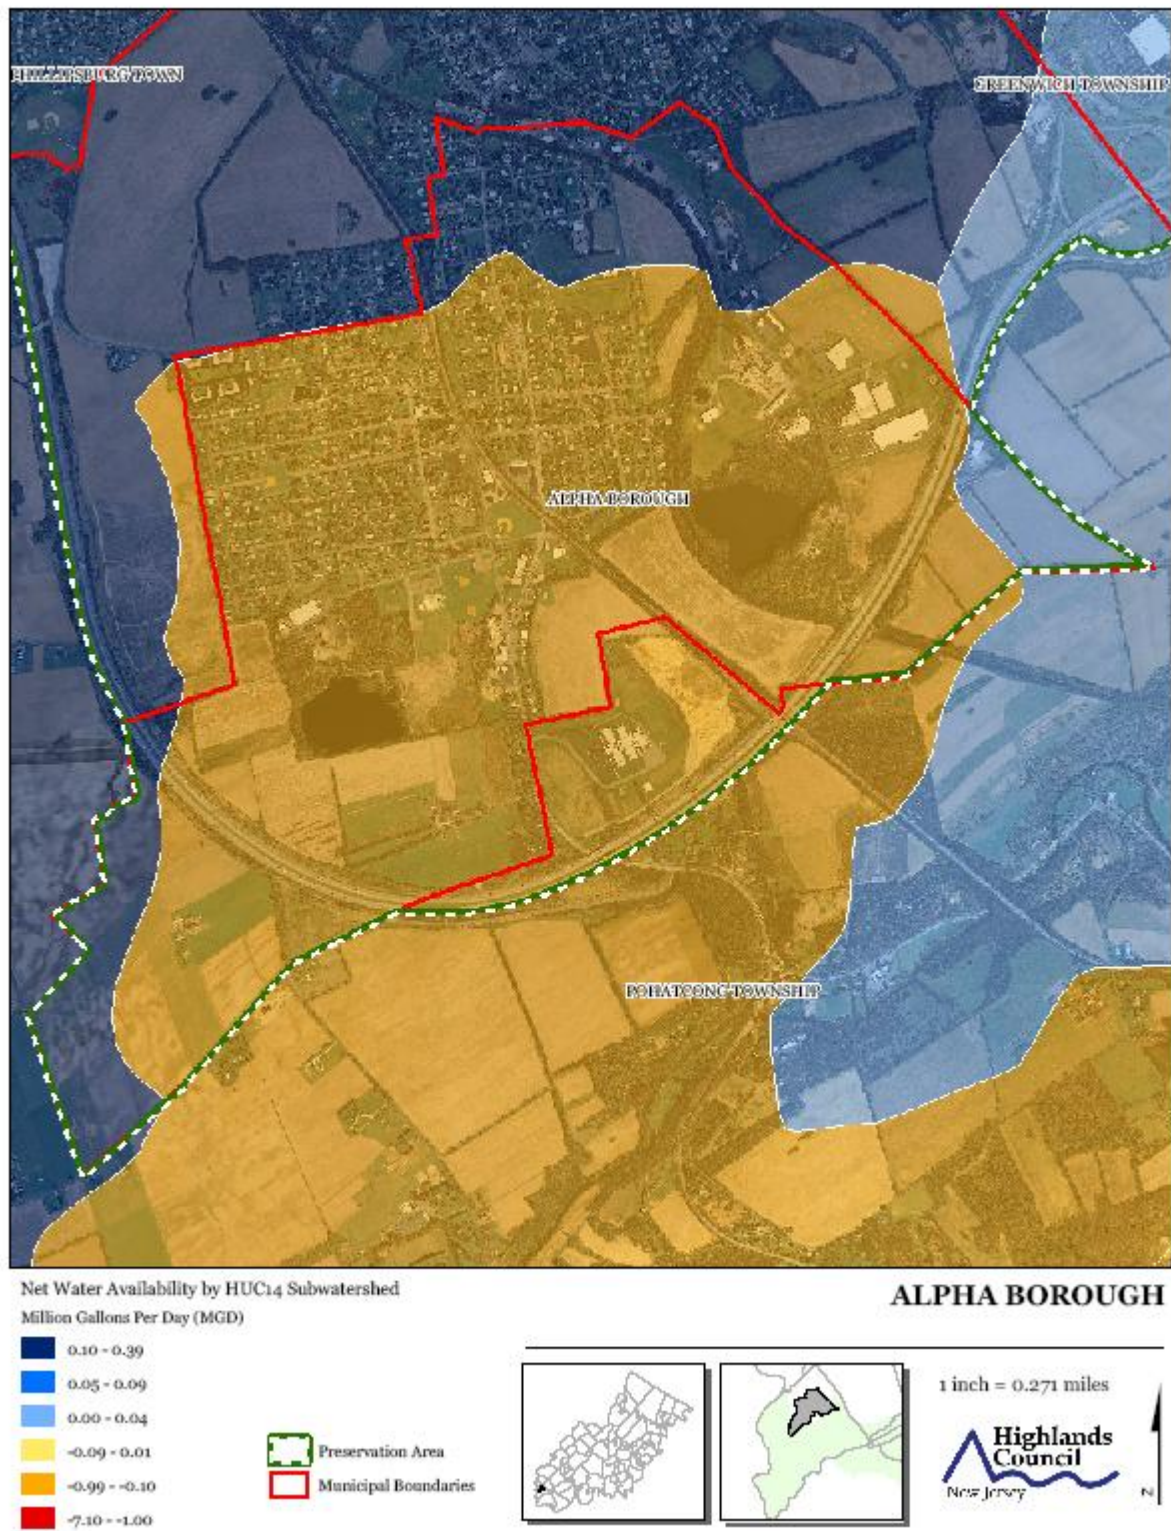 PHILLIPSBURG TOWN
GREENWICH TOWNSHIP
ALPHA BOROUGH
POHATCONG TOWNSHIP
Net Water Availability by HUC14 Subwatershed
Million Gallons Per Day (MGD)
0.10 - 0.39
0.05 - 0.09
0.00 - 0.04
-0.09 - 0.01
-0.99 - -0.10
-7.10 - -1.00
Preservation Area
Municipal Boundaries
ALPHA BOROUGH
1 inch = 0.271 miles
Highlands
Council
New Jersey
N